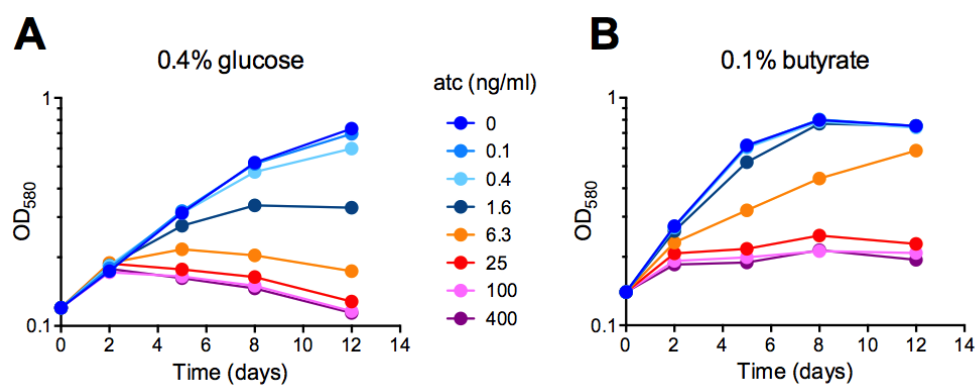 A
B
0.4% glucose
0.1% butyrate
atc (ng/ml)
0
0.1
0.4
1.6
6.3
25
100
400
1
0.1
OD580
0 2 4 6 8 10 12 14
Time (days)
1
0.1
OD580
0 2 4 6 8 10 12 14
Time (days)